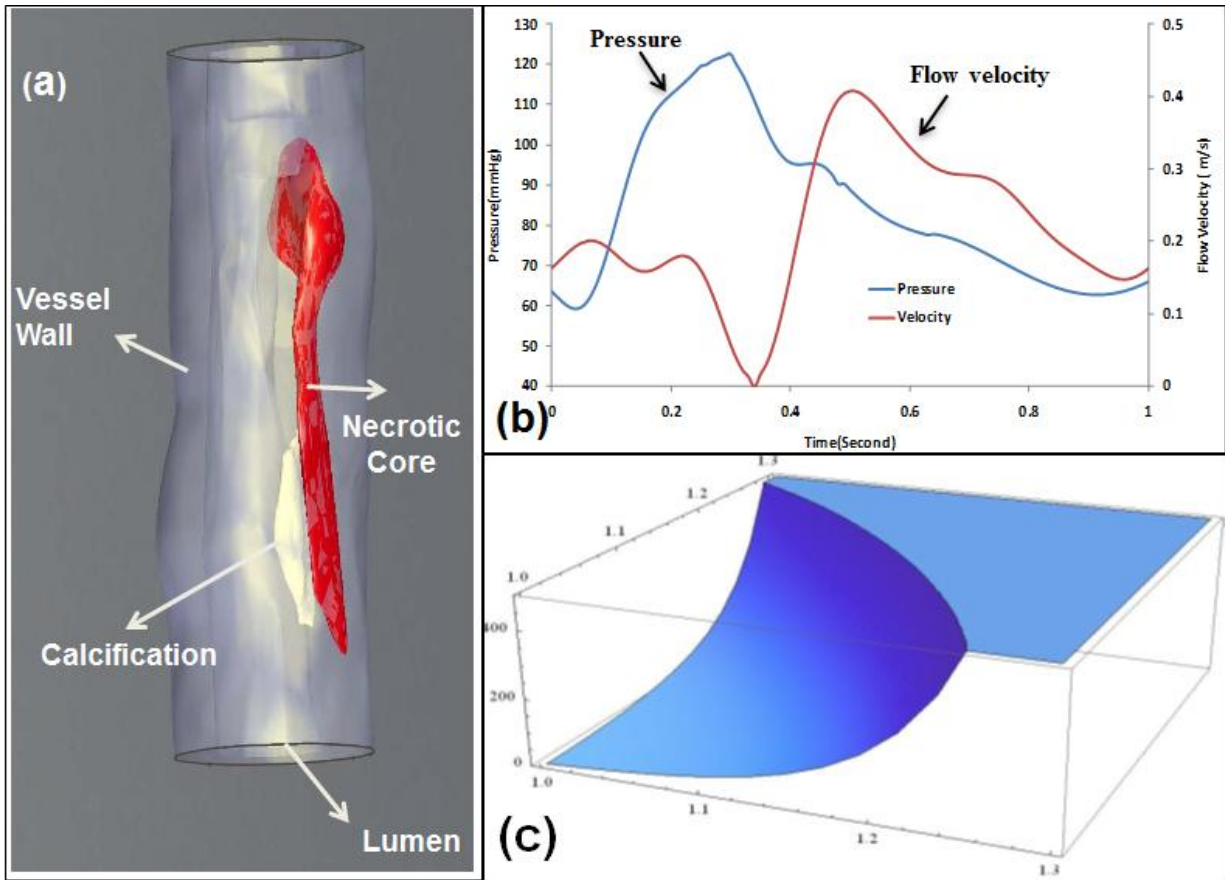 (a)
Vessel
Wall
Necrotic
Core
Calcification
Lumen
130
120
110
100
90
80
70
60
50
40
Pressure(mmHg)
Pressure
Flow velocity
0.5
0.4
0.3
0.2
0.1
0
Flow Velocity ( m/s)
Pressure
Velocity
0 0.2 0.4 0.6 0.8 1
Time(Second)
(b)
1.3
1.2
1.1
1.0
400
200
0
1.0
1.1
1.2
1.3
(c)